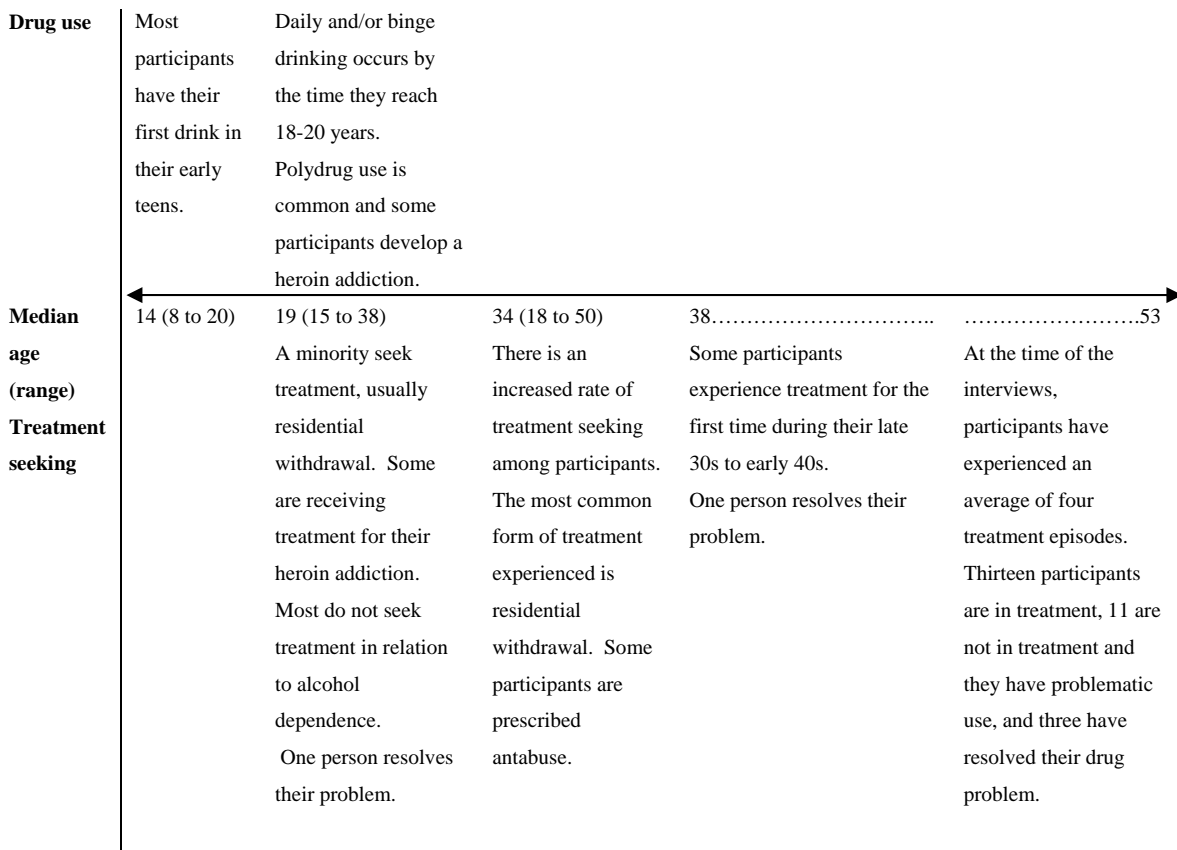 Drug use
Most
participants
have their
first drink in
their early
teens.
Daily and/or binge
drinking occurs by
the time they reach
18-20 years.
Polydrug use is
common and some
participants develop a
heroin addiction.
Median
age
(range)
Treatment
seeking
14 (8 to 20)
19 (15 to 38)
A minority seek
treatment, usually
residential
withdrawal.  Some
are receiving
treatment for their
heroin addiction.
Most do not seek
treatment in relation
to alcohol
dependence.
One person resolves
their problem.
34 (18 to 50)
There is an
increased rate of
treatment seeking
among participants.
The most common
form of treatment
experienced is
residential
withdrawal.  Some
participants are
prescribed
antabuse.
38…………………………..
Some participants
experience treatment for the
first time during their late
30s to early 40s.
One person resolves their
problem.
…………………….53
At the time of the
interviews,
participants have
experienced an
average of four
treatment episodes.
Thirteen participants
are in treatment, 11 are
not in treatment and
they have problematic
use, and three have
resolved their drug
problem.